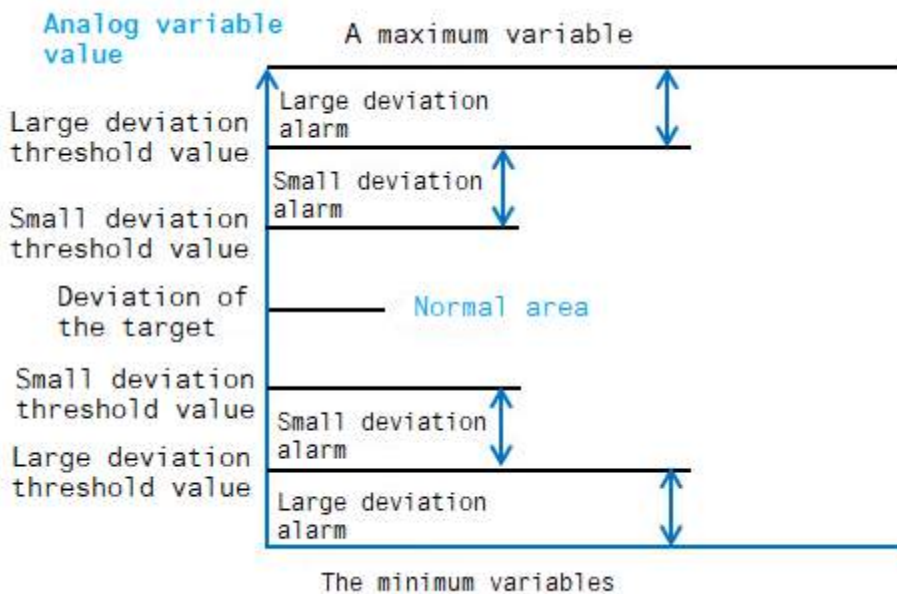 Analog variable
value
A maximum variable
Large deviation
alarm
Large deviation
threshold value
Small deviation
alarm
Small deviation
threshold value
Deviation of
the target
Normal area
Small deviation
threshold value
Small deviation
alarm
Large deviation
threshold value
Large deviation
alarm
The minimum variables